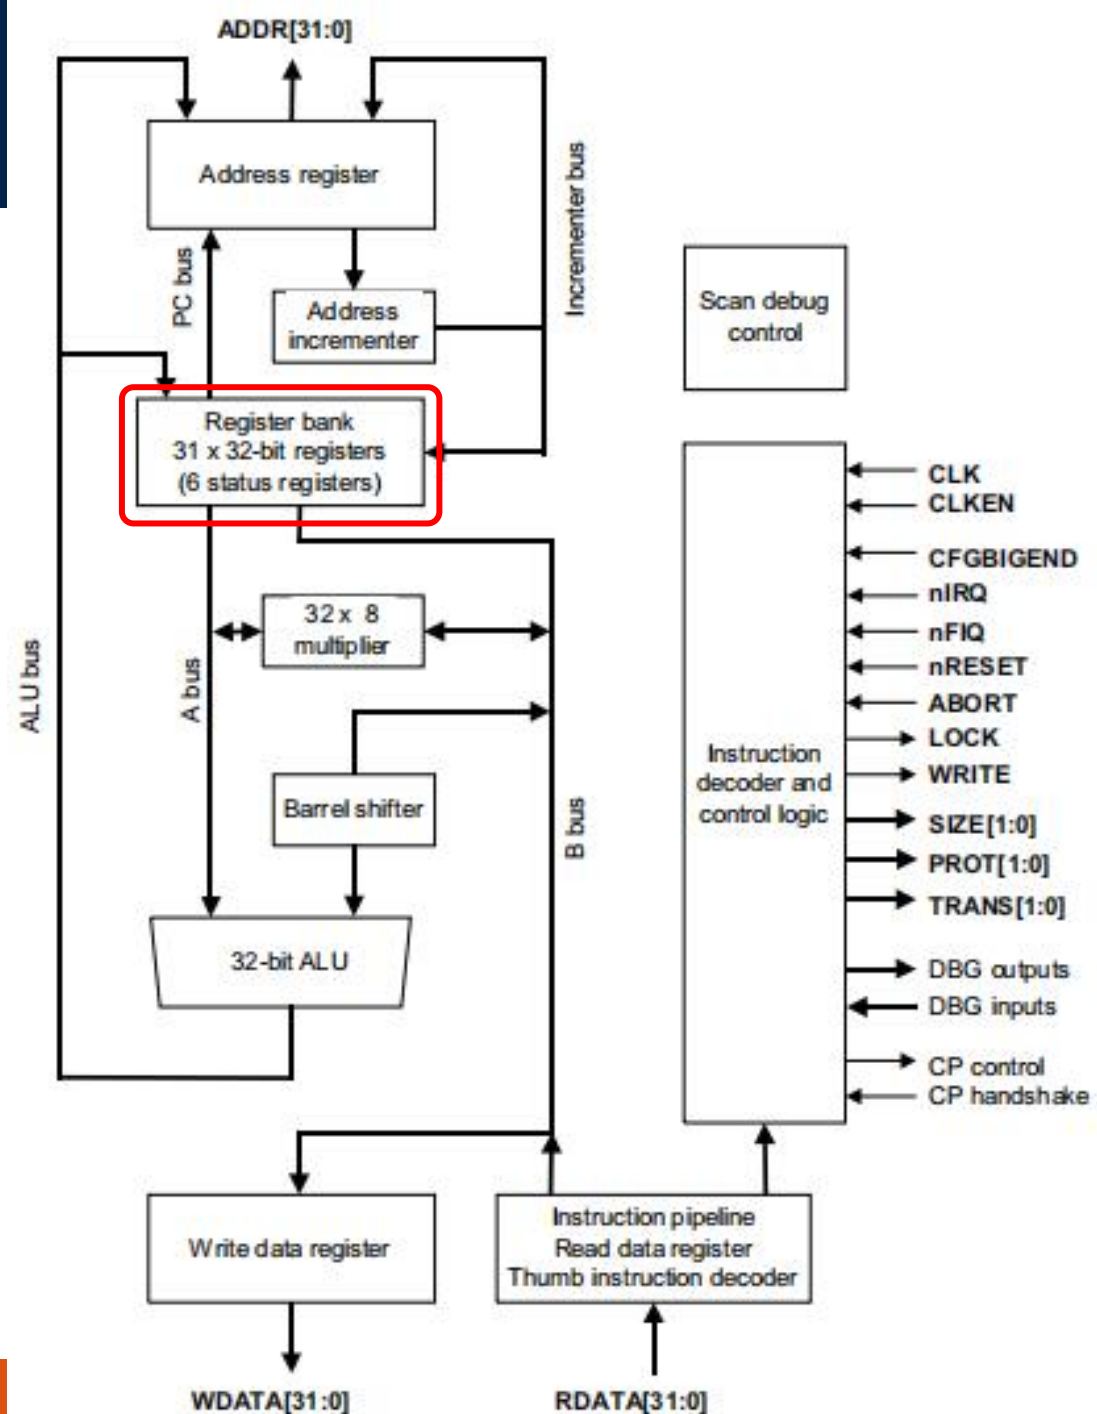 ADDR[31:0]
Address register
Incrementer bus
PC bus
Address
incrementer
Scan debug
control
Register bank
31 x 32-bit registers
(6 status registers)
CLK
CLKEN
CFGBIGEND
nIRQ
nFIQ
nRESET
ABORT
LOCK
WRITE
SIZE[1:0]
PROT[1:0]
TRANS[1:0]
DBG outputs
DBG inputs
CP control
CP handshake
32 x 8
multiplier
ALU bus
A bus
Instruction
decoder and
control logic
Barrel shifter
B bus
32-bit ALU
Write data register
Instruction pipeline
Read data register
Thumb instruction decoder
WDATA[31:0]
RDATA[31:0]